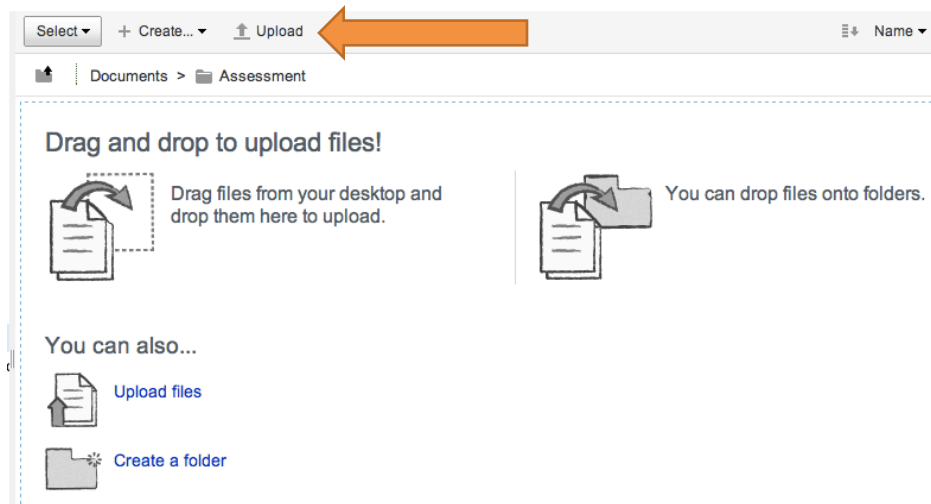 Select + Create... Upload Name
Documents > Assessment
Drag and drop to upload files!
Drag files from your desktop and
drop them here to upload.
You can drop files onto folders.
You can also...
Upload files
Create a folder